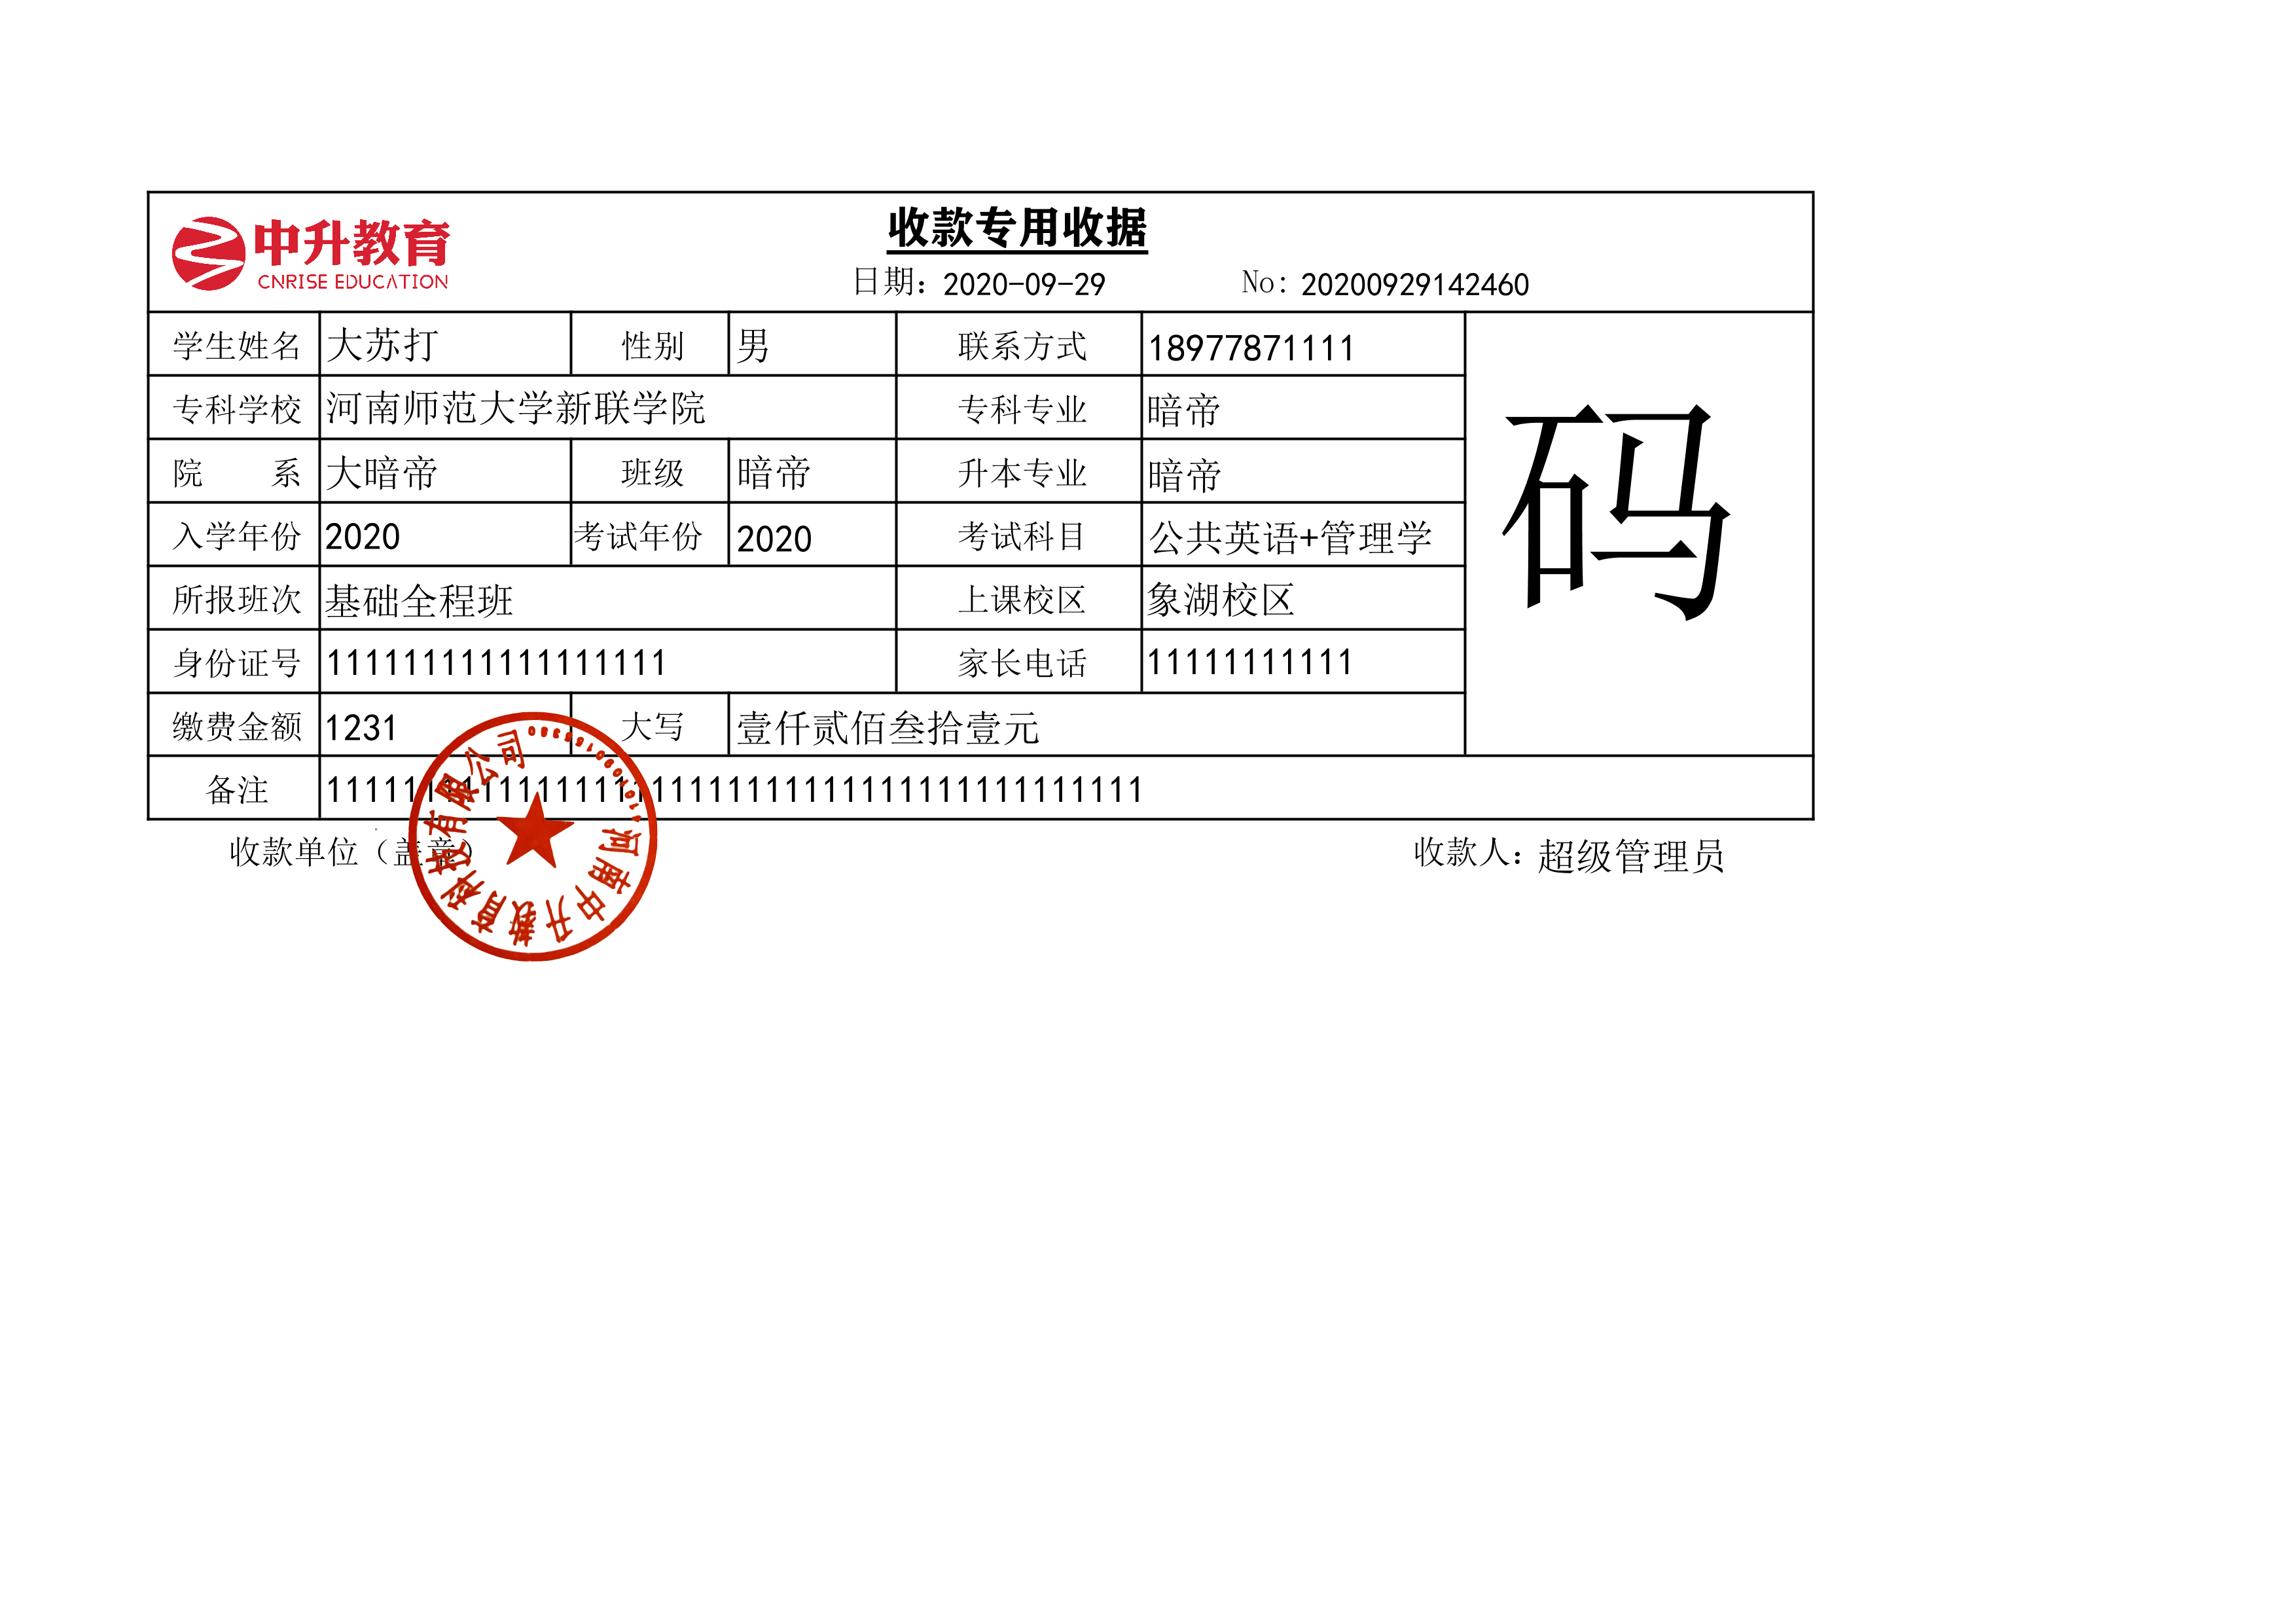 中升教育
CNRISE EDUCATION
收款专用收据
日期：2020-09-29 No：20200929142460
学生姓名 大苏打 性别 男 联系方式 18977871111
专科学校 河南师范大学新联学院 专科专业 暗帝
院 系 大暗帝 班级 暗帝 升本专业 暗帝
入学年份 2020 考试年份 2020 考试科目 公共英语+管理学
码
所报班次 基础全程班 上课校区 象湖校区
身份证号 111111111111111111 家长电话 11111111111
缴费金额 1231 大写 壹仟贰佰叁拾壹元
备注 1111111111111111111111111111111111111111111
收款单位（盖章） 收款人：超级管理员
河南中升教育科技有限公司